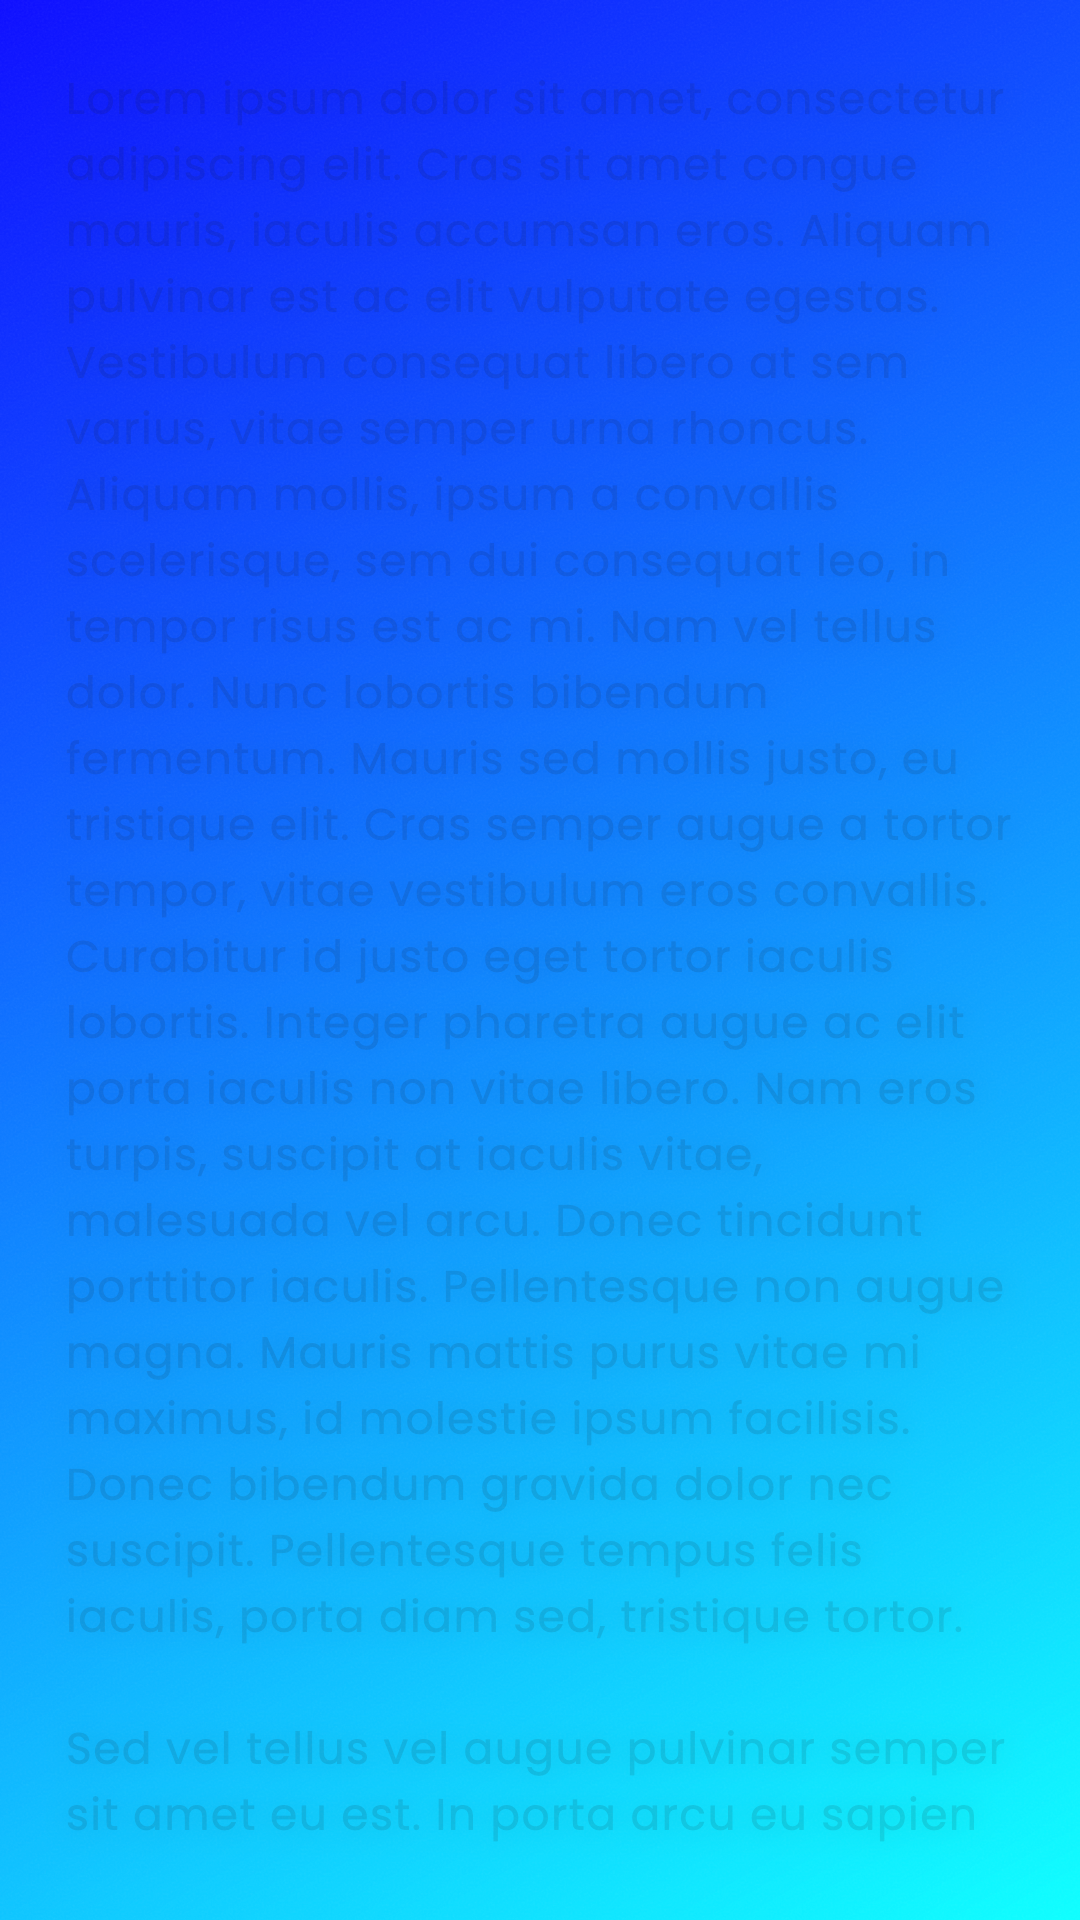 Lorem ipsum dolor sit amet, consectetur
adipiscing elit. Cras sit amet congue
mauris, iaculis accumsan eros. Aliquam
pulvinar est ac elit vulputate egestas.
Vestibulum consequat libero at sem
varius, vitae semper urna rhoncus.
Aliquam mollis, ipsum a convallis
scelerisque, sem dui consequat leo, in
tempor risus est ac mi. Nam vel tellus
dolor. Nunc lobortis bibendum
fermentum. Mauris sed mollis justo, eu
tristique elit. Cras semper augue a tortor
tempor, vitae vestibulum eros convallis.
Curabitur id justo eget tortor iaculis
lobortis. Integer pharetra augue ac elit
porta iaculis non vitae libero. Nam eros
turpis, suscipit at iaculis vitae,
malesuada vel arcu. Donec tincidunt
porttitor iaculis. Pellentesque non augue
magna. Mauris mattis purus vitae mi
maximus, id molestie ipsum facilisis.
Donec bibendum gravida dolor nec
suscipit. Pellentesque tempus felis
iaculis, porta diam sed, tristique tortor.
Sed vel tellus vel augue pulvinar semper
sit amet eu est. In porta arcu eu sapien